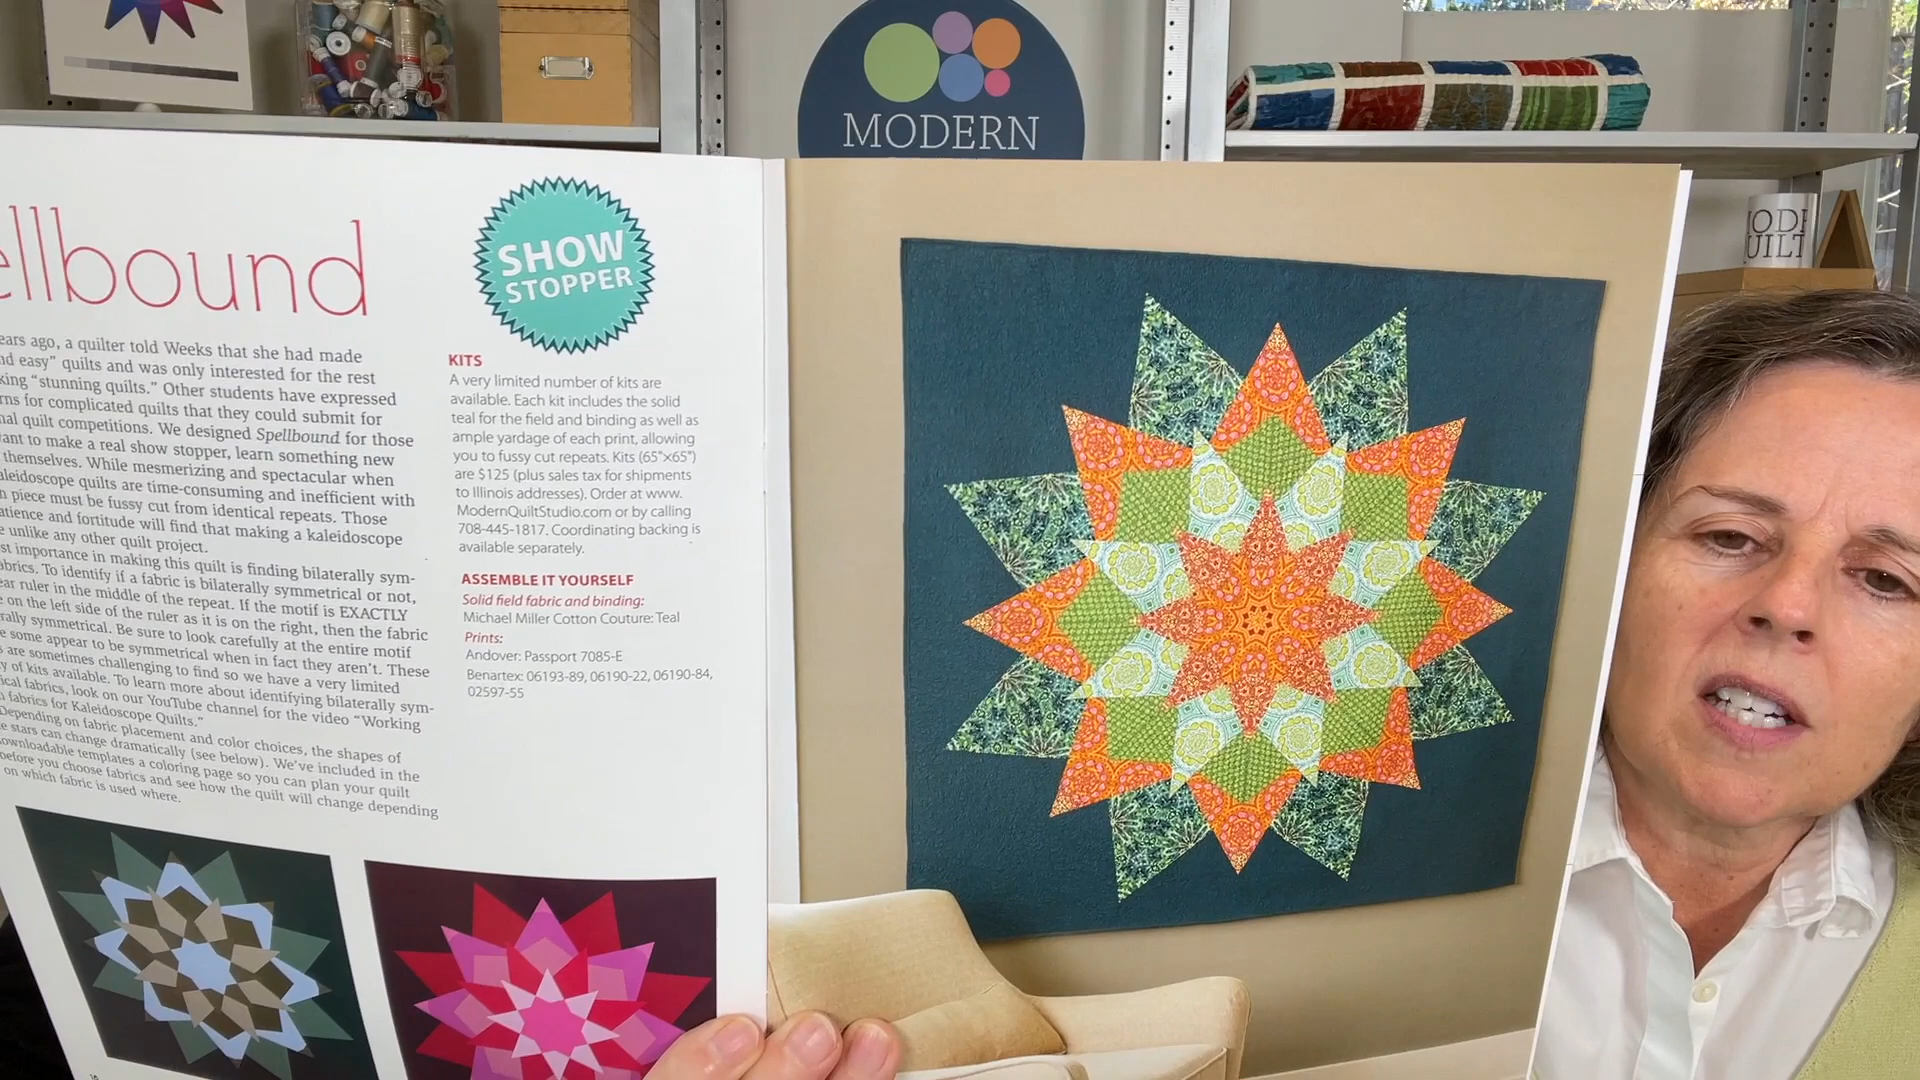 MODERN
ODE
UILT
ellbound
SHOW
STOPPER
ears ago, a quilter told Weeks that she had made
nd easy” quilts and was only interested for the rest
king “stunning quilts.” Other students have expressed
rns for complicated quilts that they could submit for
nal quilt competitions. We designed Spellbound for those
vant to make a real show stopper, learn something new
themselves. While mesmerizing and spectacular when
aleidoscope quilts are time-consuming and inefficient with
h piece must be fussy cut from identical repeats. Those
atience and fortitude will find that making a kaleidoscope
e unlike any other quilt project.
st importance in making this quilt is finding bilaterally sym-
abrics. To identify if a fabric is bilaterally symmetrical or not,
ear ruler in the middle of the repeat. If the motif is EXACTLY
e on the left side of the ruler as it is on the right, then the fabric
rally symmetrical. Be sure to look carefully at the entire motif
e some appear to be symmetrical when in fact they aren’t. These
s are sometimes challenging to find so we have a very limited
y of kits available. To learn more about identifying bilaterally sym-
ical fabrics, look on our YouTube channel for the video “Working
fabrics for Kaleidoscope Quilts.”
Depending on fabric placement and color choices, the shapes of
e stars can change dramatically (see below). We’ve included in the
ownloadable templates a coloring page so you can plan your quilt
before you choose fabrics and see how the quilt will change depending
on which fabric is used where.
KITS
A very limited number of kits are
available. Each kit includes the solid
teal for the field and binding as well as
ample yardage of each print, allowing
you to fussy cut repeats. Kits (65"×65")
are $125 (plus sales tax for shipments
to Illinois addresses). Order at www.
ModernQuiltStudio.com or by calling
708-445-1817. Coordinating backing is
available separately.
ASSEMBLE IT YOURSELF
Solid field fabric and binding:
Michael Miller Cotton Couture: Teal
Prints:
Andover: Passport 7085-E
Benartex: 06193-89, 06190-22, 06190-84,
02597-55